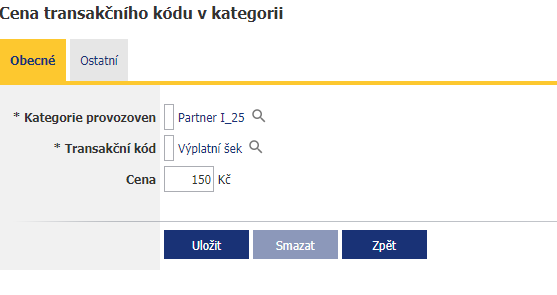 Cena transakčního kódu v kategorii
Obecné Ostatní
* Kategorie provozoven Partner I_25
* Transakční kód Výplatní šek
Cena 150 Kč
Uložit Smazat Zpět